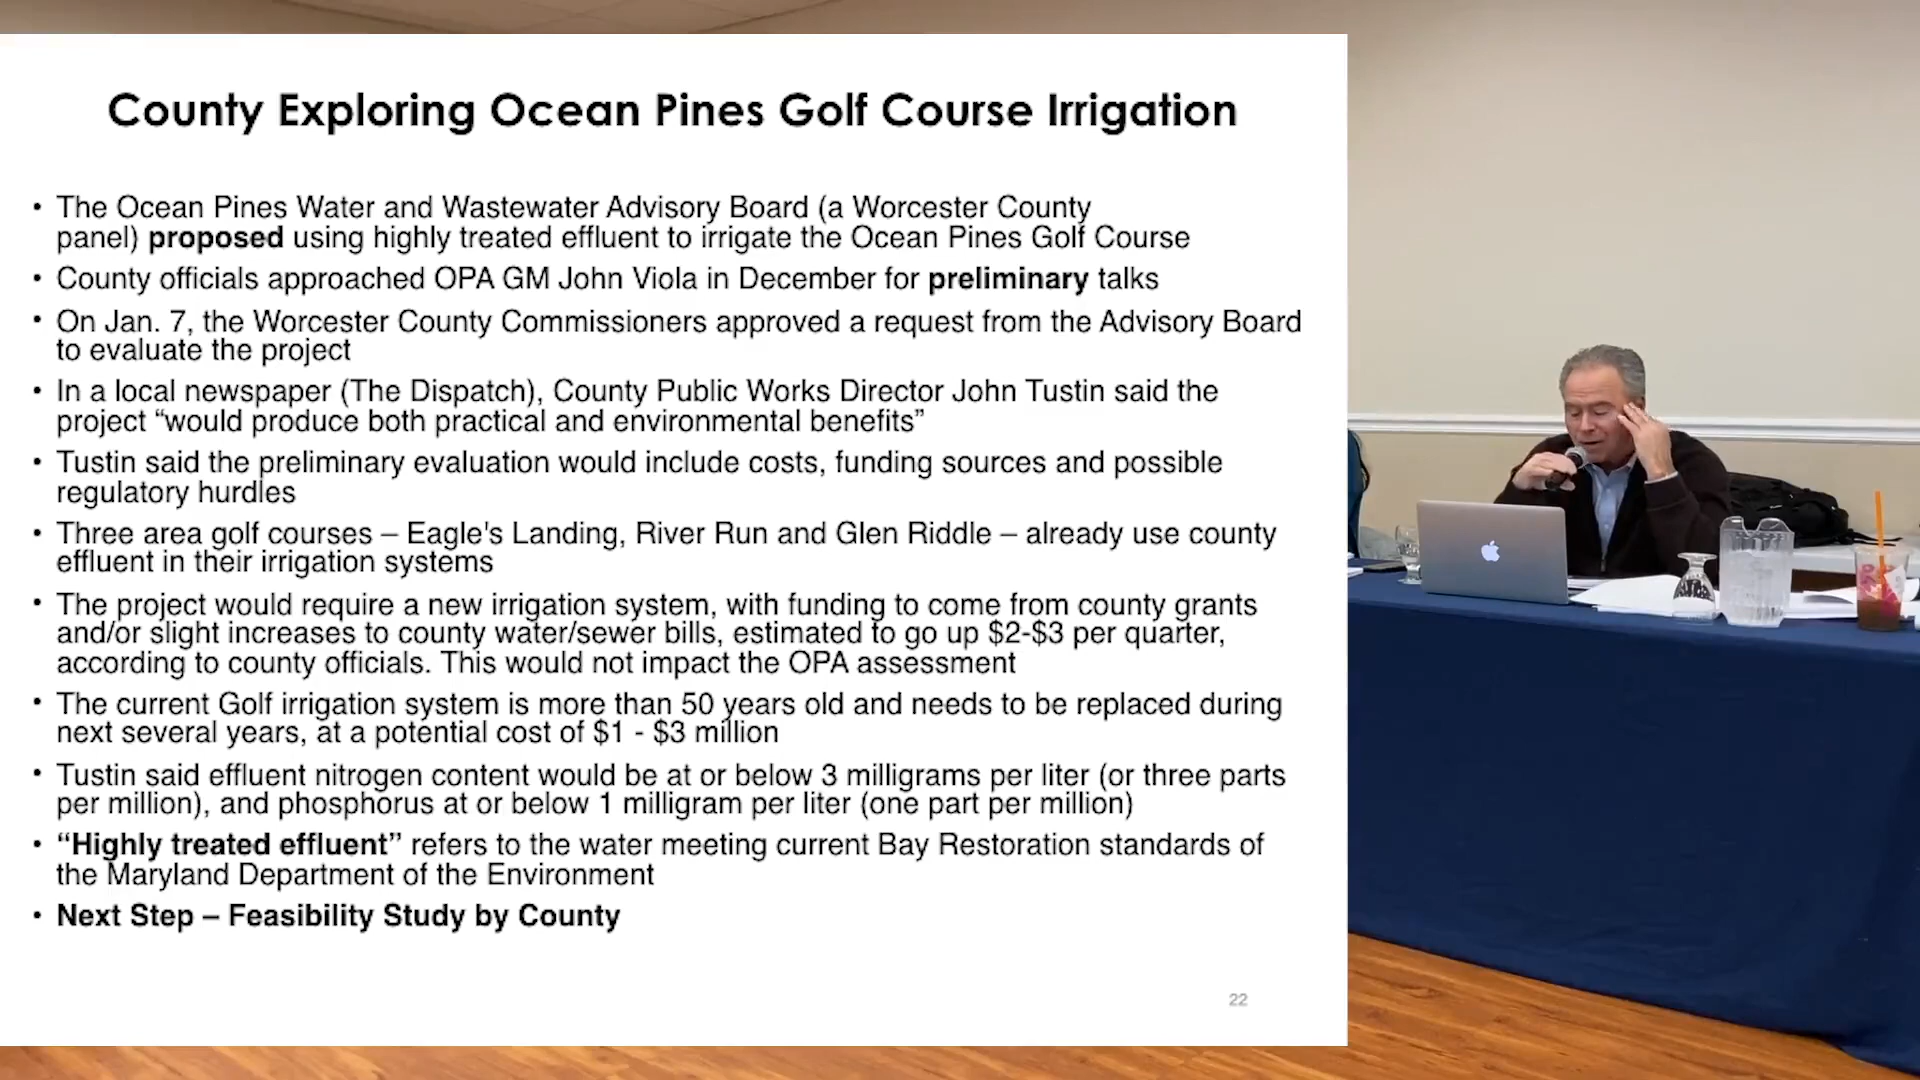 County Exploring Ocean Pines Golf Course Irrigation
• The Ocean Pines Water and Wastewater Advisory Board (a Worcester County
panel) proposed using highly treated effluent to irrigate the Ocean Pines Golf Course
• County officials approached OPA GM John Viola in December for preliminary talks
• On Jan. 7, the Worcester County Commissioners approved a request from the Advisory Board
to evaluate the project
• In a local newspaper (The Dispatch), County Public Works Director John Tustin said the
project “would produce both practical and environmental benefits”
• Tustin said the preliminary evaluation would include costs, funding sources and possible
regulatory hurdles
• Three area golf courses – Eagle's Landing, River Run and Glen Riddle – already use county
effluent in their irrigation systems
• The project would require a new irrigation system, with funding to come from county grants
and/or slight increases to county water/sewer bills, estimated to go up $2-$3 per quarter,
according to county officials. This would not impact the OPA assessment
• The current Golf irrigation system is more than 50 years old and needs to be replaced during
next several years, at a potential cost of $1 - $3 million
• Tustin said effluent nitrogen content would be at or below 3 milligrams per liter (or three parts
per million), and phosphorus at or below 1 milligram per liter (one part per million)
• “Highly treated effluent” refers to the water meeting current Bay Restoration standards of
the Maryland Department of the Environment
• Next Step – Feasibility Study by County
22